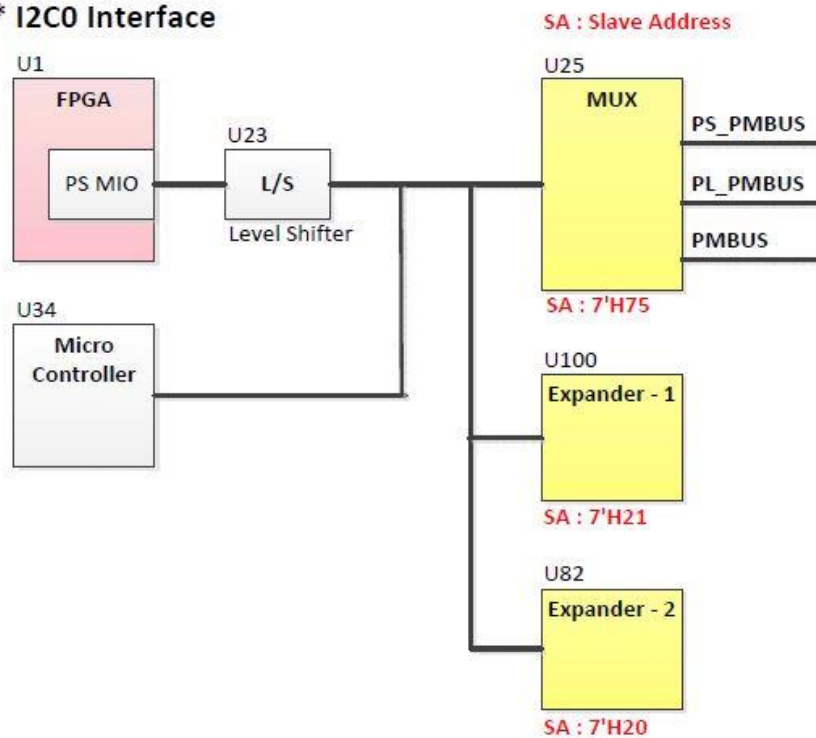 * I2C0 Interface
SA : Slave Address
U1
FPGA
PS MIO
U23
L/S
Level Shifter
U25
MUX
PS_PMBUS
PL_PMBUS
PMBUS
SA : 7'H75
U34
Micro
Controller
U100
Expander - 1
SA : 7'H21
U82
Expander - 2
SA : 7'H20